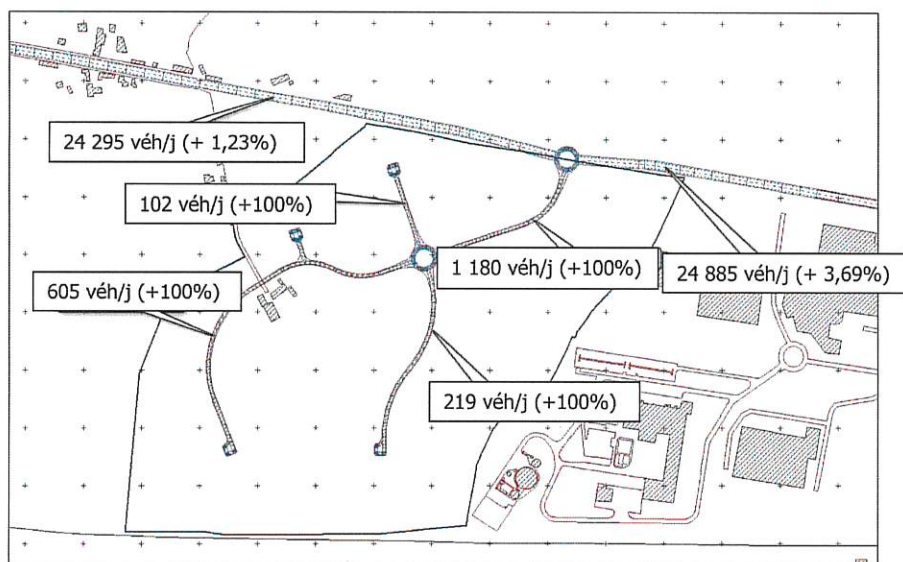 24 295 véh/j (+ 1,23%)
102 véh/j (+100%)
1 180 véh/j (+100%)
24 885 véh/j (+ 3,69%)
605 véh/j (+100%)
219 véh/j (+100%)